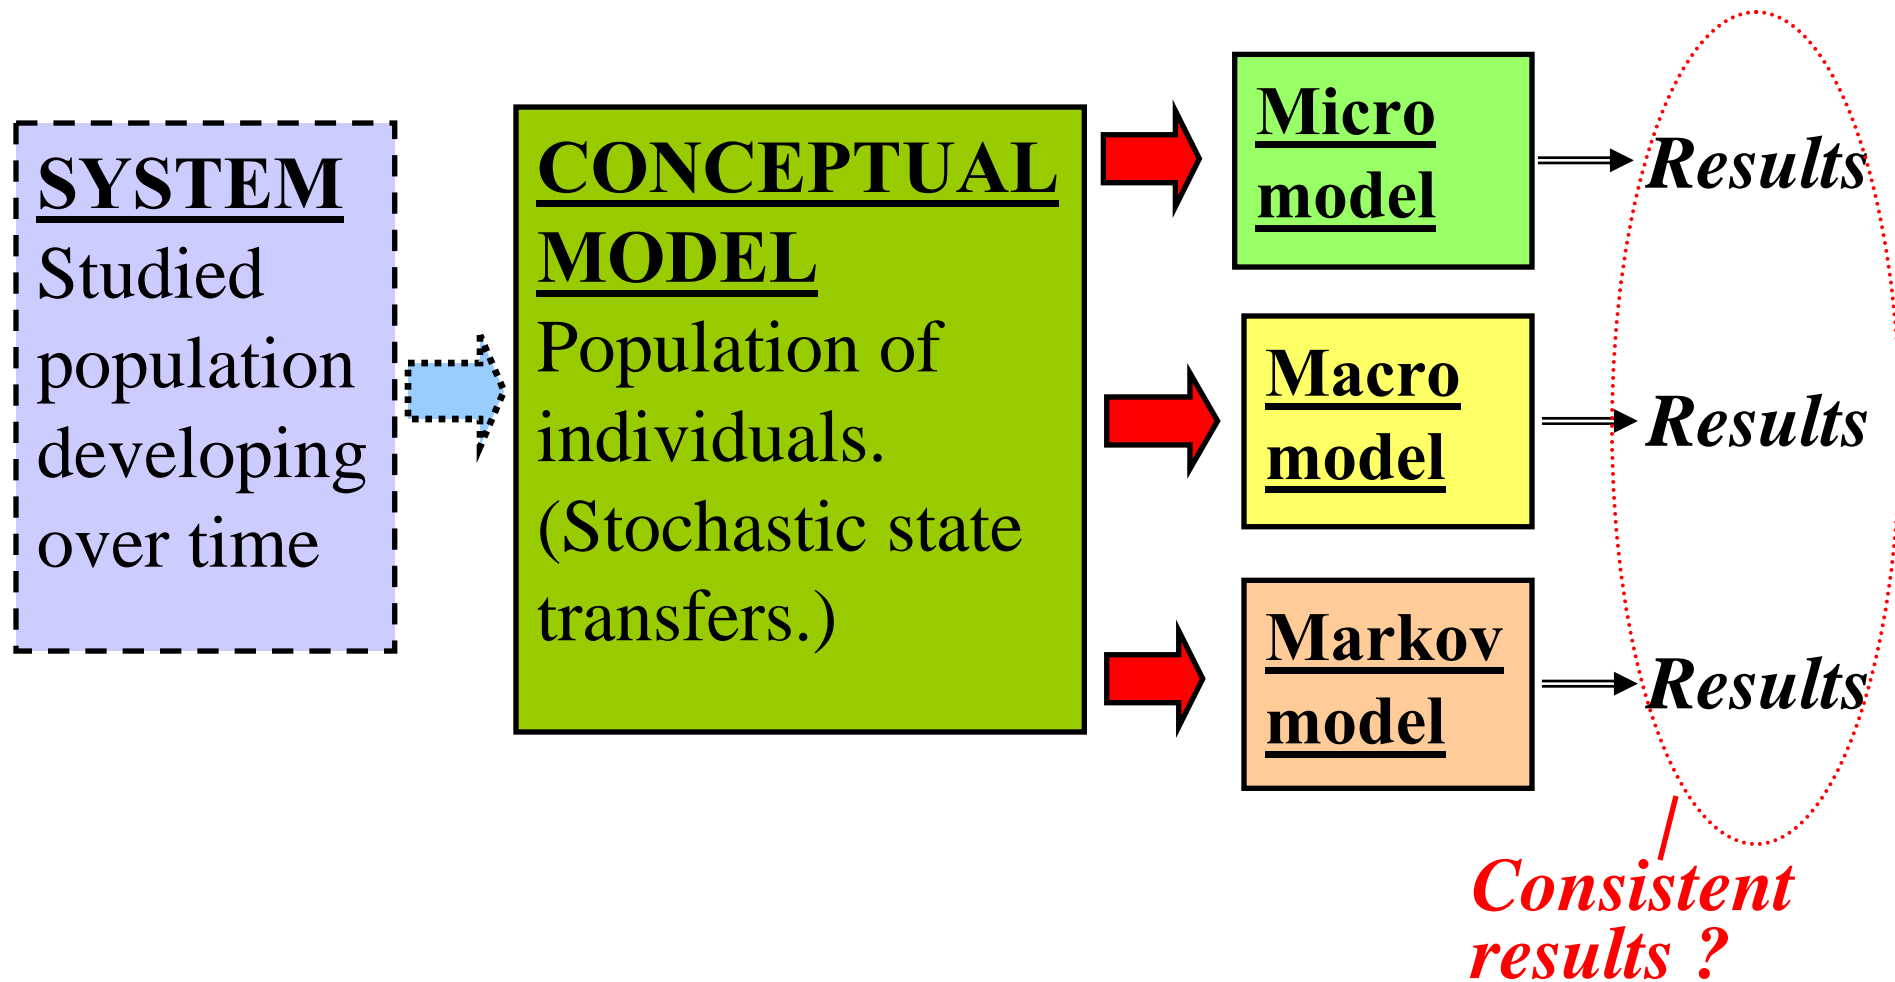 SYSTEM
Studied
population
developing
over time
CONCEPTUAL
MODEL
Population of
individuals.
(Stochastic state
transfers.)
Micro
model
Results
Macro
model
Results
Markov
model
Results
Consistent
results ?